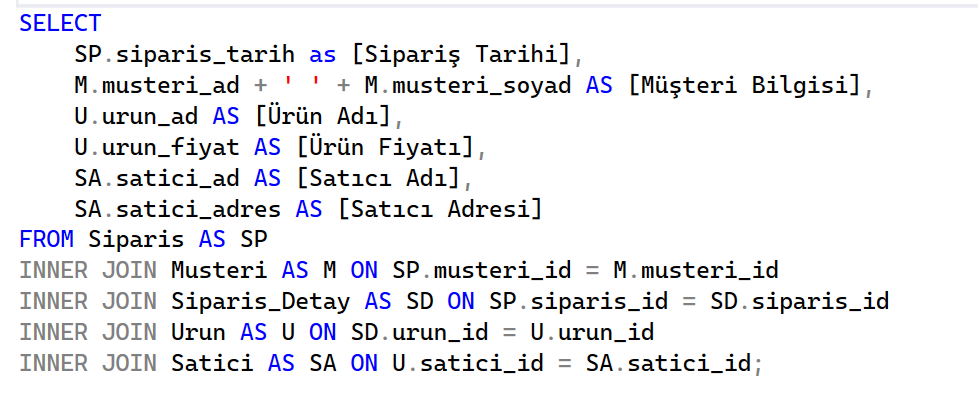 SELECT
    SP.siparis_tarih as [Sipariş Tarihi],
    M.musteri_ad + ' ' + M.musteri_soyad AS [Müşteri Bilgisi],
    U.urun_ad AS [Ürün Adı],
    U.urun_fiyat AS [Ürün Fiyatı],
    SA.satici_ad AS [Satıcı Adı],
    SA.satici_adres AS [Satıcı Adresi]
FROM Siparis AS SP
INNER JOIN Musteri AS M ON SP.musteri_id = M.musteri_id
INNER JOIN Siparis_Detay AS SD ON SP.siparis_id = SD.siparis_id
INNER JOIN Urun AS U ON SD.urun_id = U.urun_id
INNER JOIN Satici AS SA ON U.satici_id = SA.satici_id;